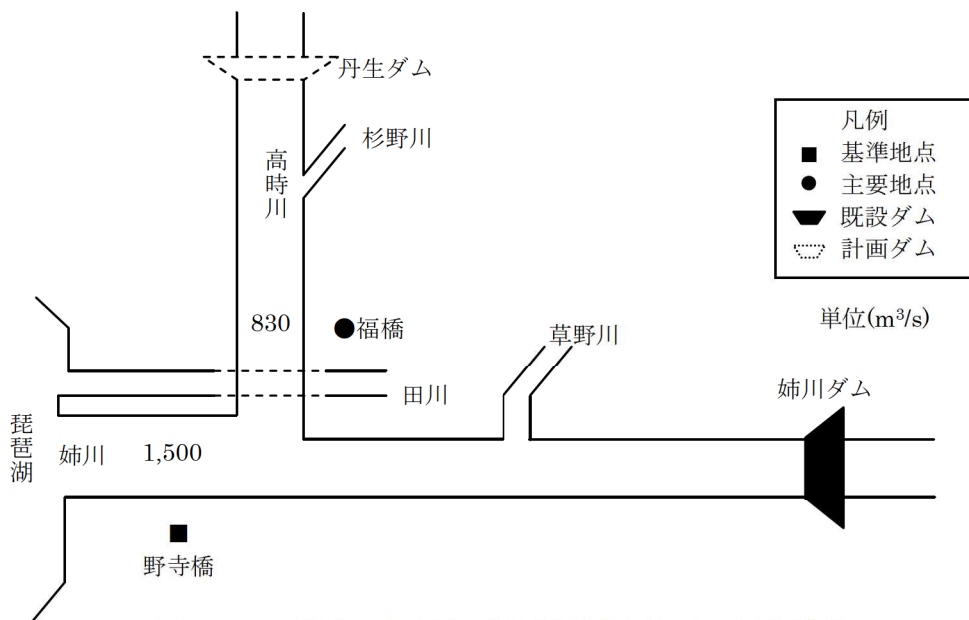 丹生ダム
杉野川
高時川
凡例
■ 基準地点
● 主要地点
既設ダム
計画ダム
単位(m³/s)
830
●福橋
草野川
田川
姉川ダム
琵琶湖
姉川
1,500
■
野寺橋